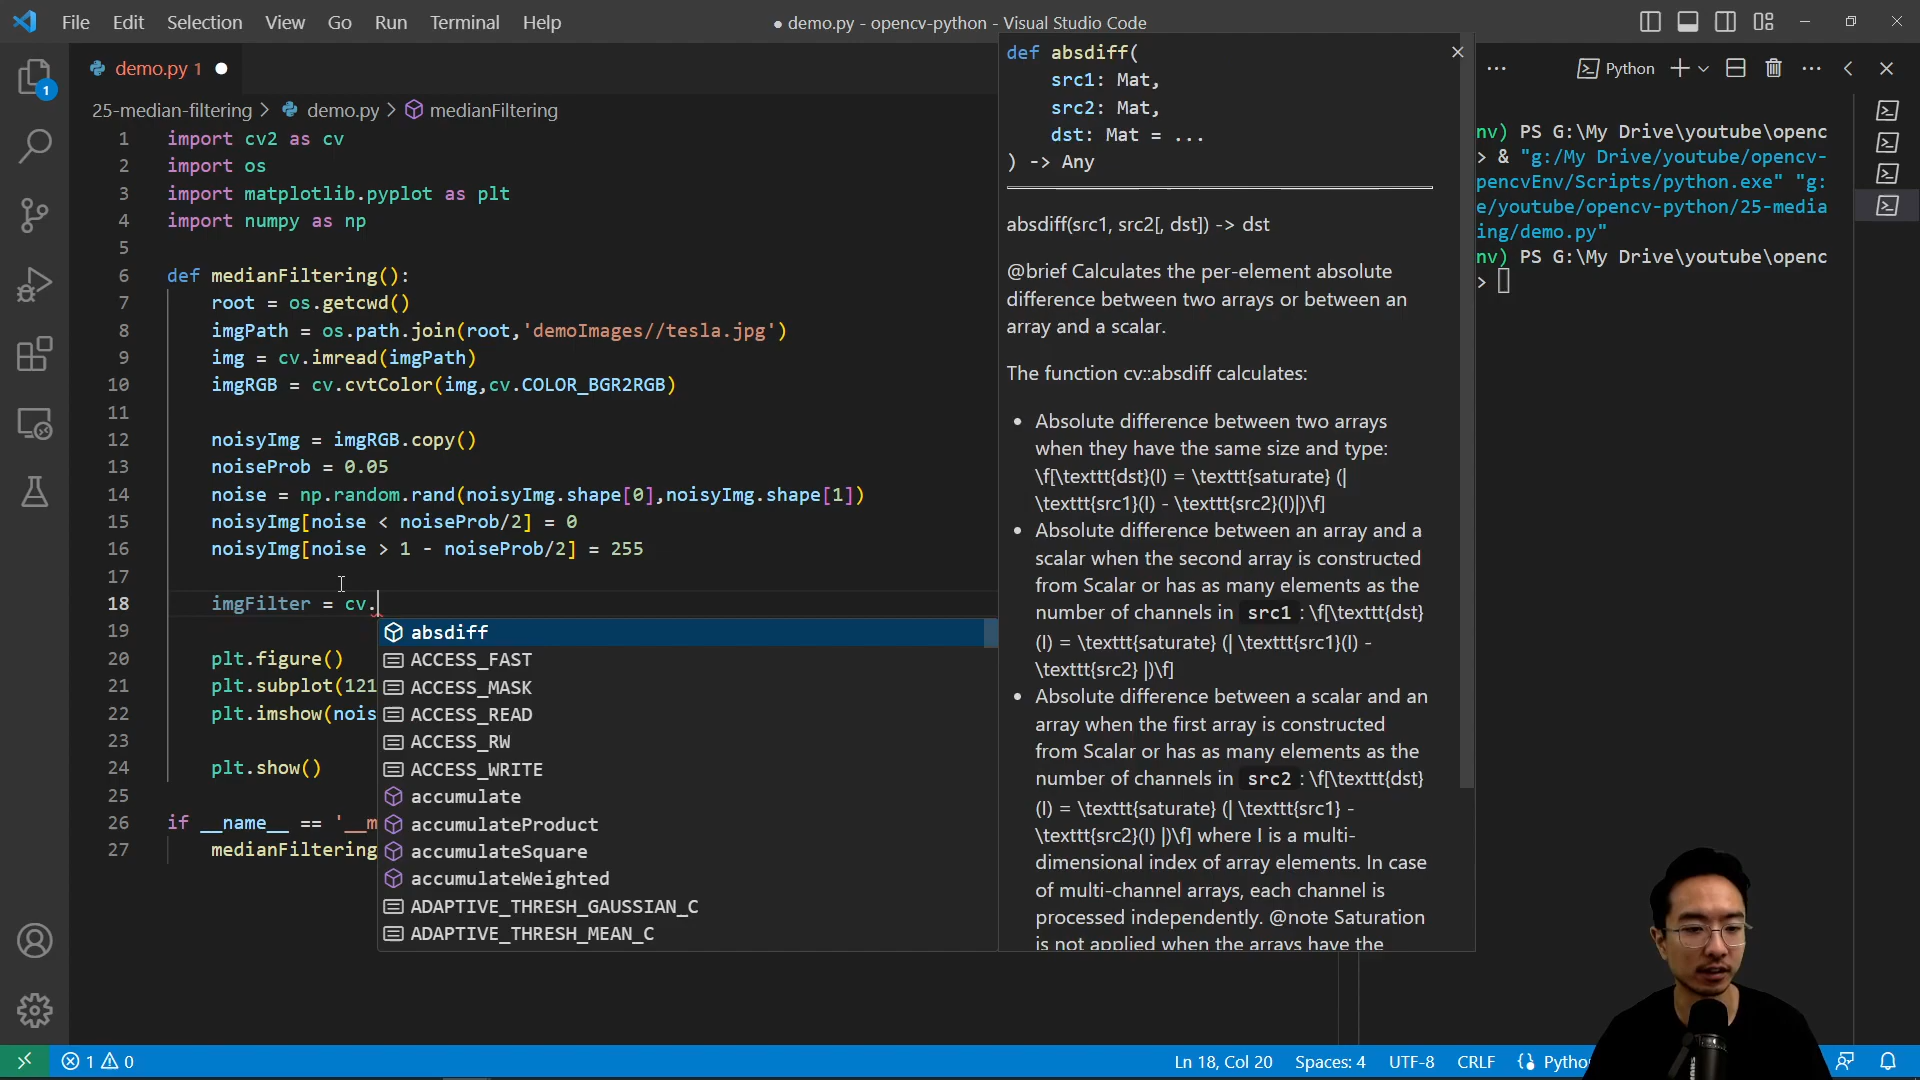 File Edit Selection View Go Run Terminal Help
● demo.py - opencv-python - Visual Studio Code
demo.py 1 ●
Python
25-median-filtering > demo.py > medianFiltering
1 import cv2 as cv
2 import os
3 import matplotlib.pyplot as plt
4 import numpy as np
5
6 def medianFiltering():
7 root = os.getcwd()
8 imgPath = os.path.join(root,'demoImages//tesla.jpg')
9 img = cv.imread(imgPath)
10 imgRGB = cv.cvtColor(img,cv.COLOR_BGR2RGB)
11
12 noisyImg = imgRGB.copy()
13 noiseProb = 0.05
14 noise = np.random.rand(noisyImg.shape[0],noisyImg.shape[1])
15 noisyImg[noise < noiseProb/2] = 0
16 noisyImg[noise > 1 - noiseProb/2] = 255
17
18 imgFilter = cv.
19
20 plt.figure()
21 plt.subplot(121
22 plt.imshow(nois
23
24 plt.show()
25
26 if __name__ == '__m
27 medianFiltering
absdiff
ACCESS_FAST
ACCESS_MASK
ACCESS_READ
ACCESS_RW
ACCESS_WRITE
accumulate
accumulateProduct
accumulateSquare
accumulateWeighted
ADAPTIVE_THRESH_GAUSSIAN_C
ADAPTIVE_THRESH_MEAN_C
def absdiff(
src1: Mat,
src2: Mat,
dst: Mat = ...
) -> Any
absdiff(src1, src2[, dst]) -> dst
@brief Calculates the per-element absolute
difference between two arrays or between an
array and a scalar.
The function cv::absdiff calculates:
• Absolute difference between two arrays
when they have the same size and type:
\f[\texttt{dst}(I) = \texttt{saturate} (|
\texttt{src1}(I) - \texttt{src2}(I)|)\f]
• Absolute difference between an array and a
scalar when the second array is constructed
from Scalar or has as many elements as the
number of channels in src1 : \f[\texttt{dst}
(I) = \texttt{saturate} (| \texttt{src1}(I) -
\texttt{src2} |)\f]
• Absolute difference between a scalar and an
array when the first array is constructed
from Scalar or has as many elements as the
number of channels in src2 : \f[\texttt{dst}
(I) = \texttt{saturate} (| \texttt{src1} -
\texttt{src2}(I) |)\f] where I is a multi-
dimensional index of array elements. In case
of multi-channel arrays, each channel is
processed independently. @note Saturation
is not applied when the arrays have the
nv) PS G:\My Drive\youtube\openc
> & "g:/My Drive/youtube/opencv-
pencvEnv/Scripts/python.exe" "g:
e/youtube/opencv-python/25-media
ing/demo.py"
nv) PS G:\My Drive\youtube\openc
>
1
1 0
Ln 18, Col 20 Spaces: 4 UTF-8 CRLF Pytho